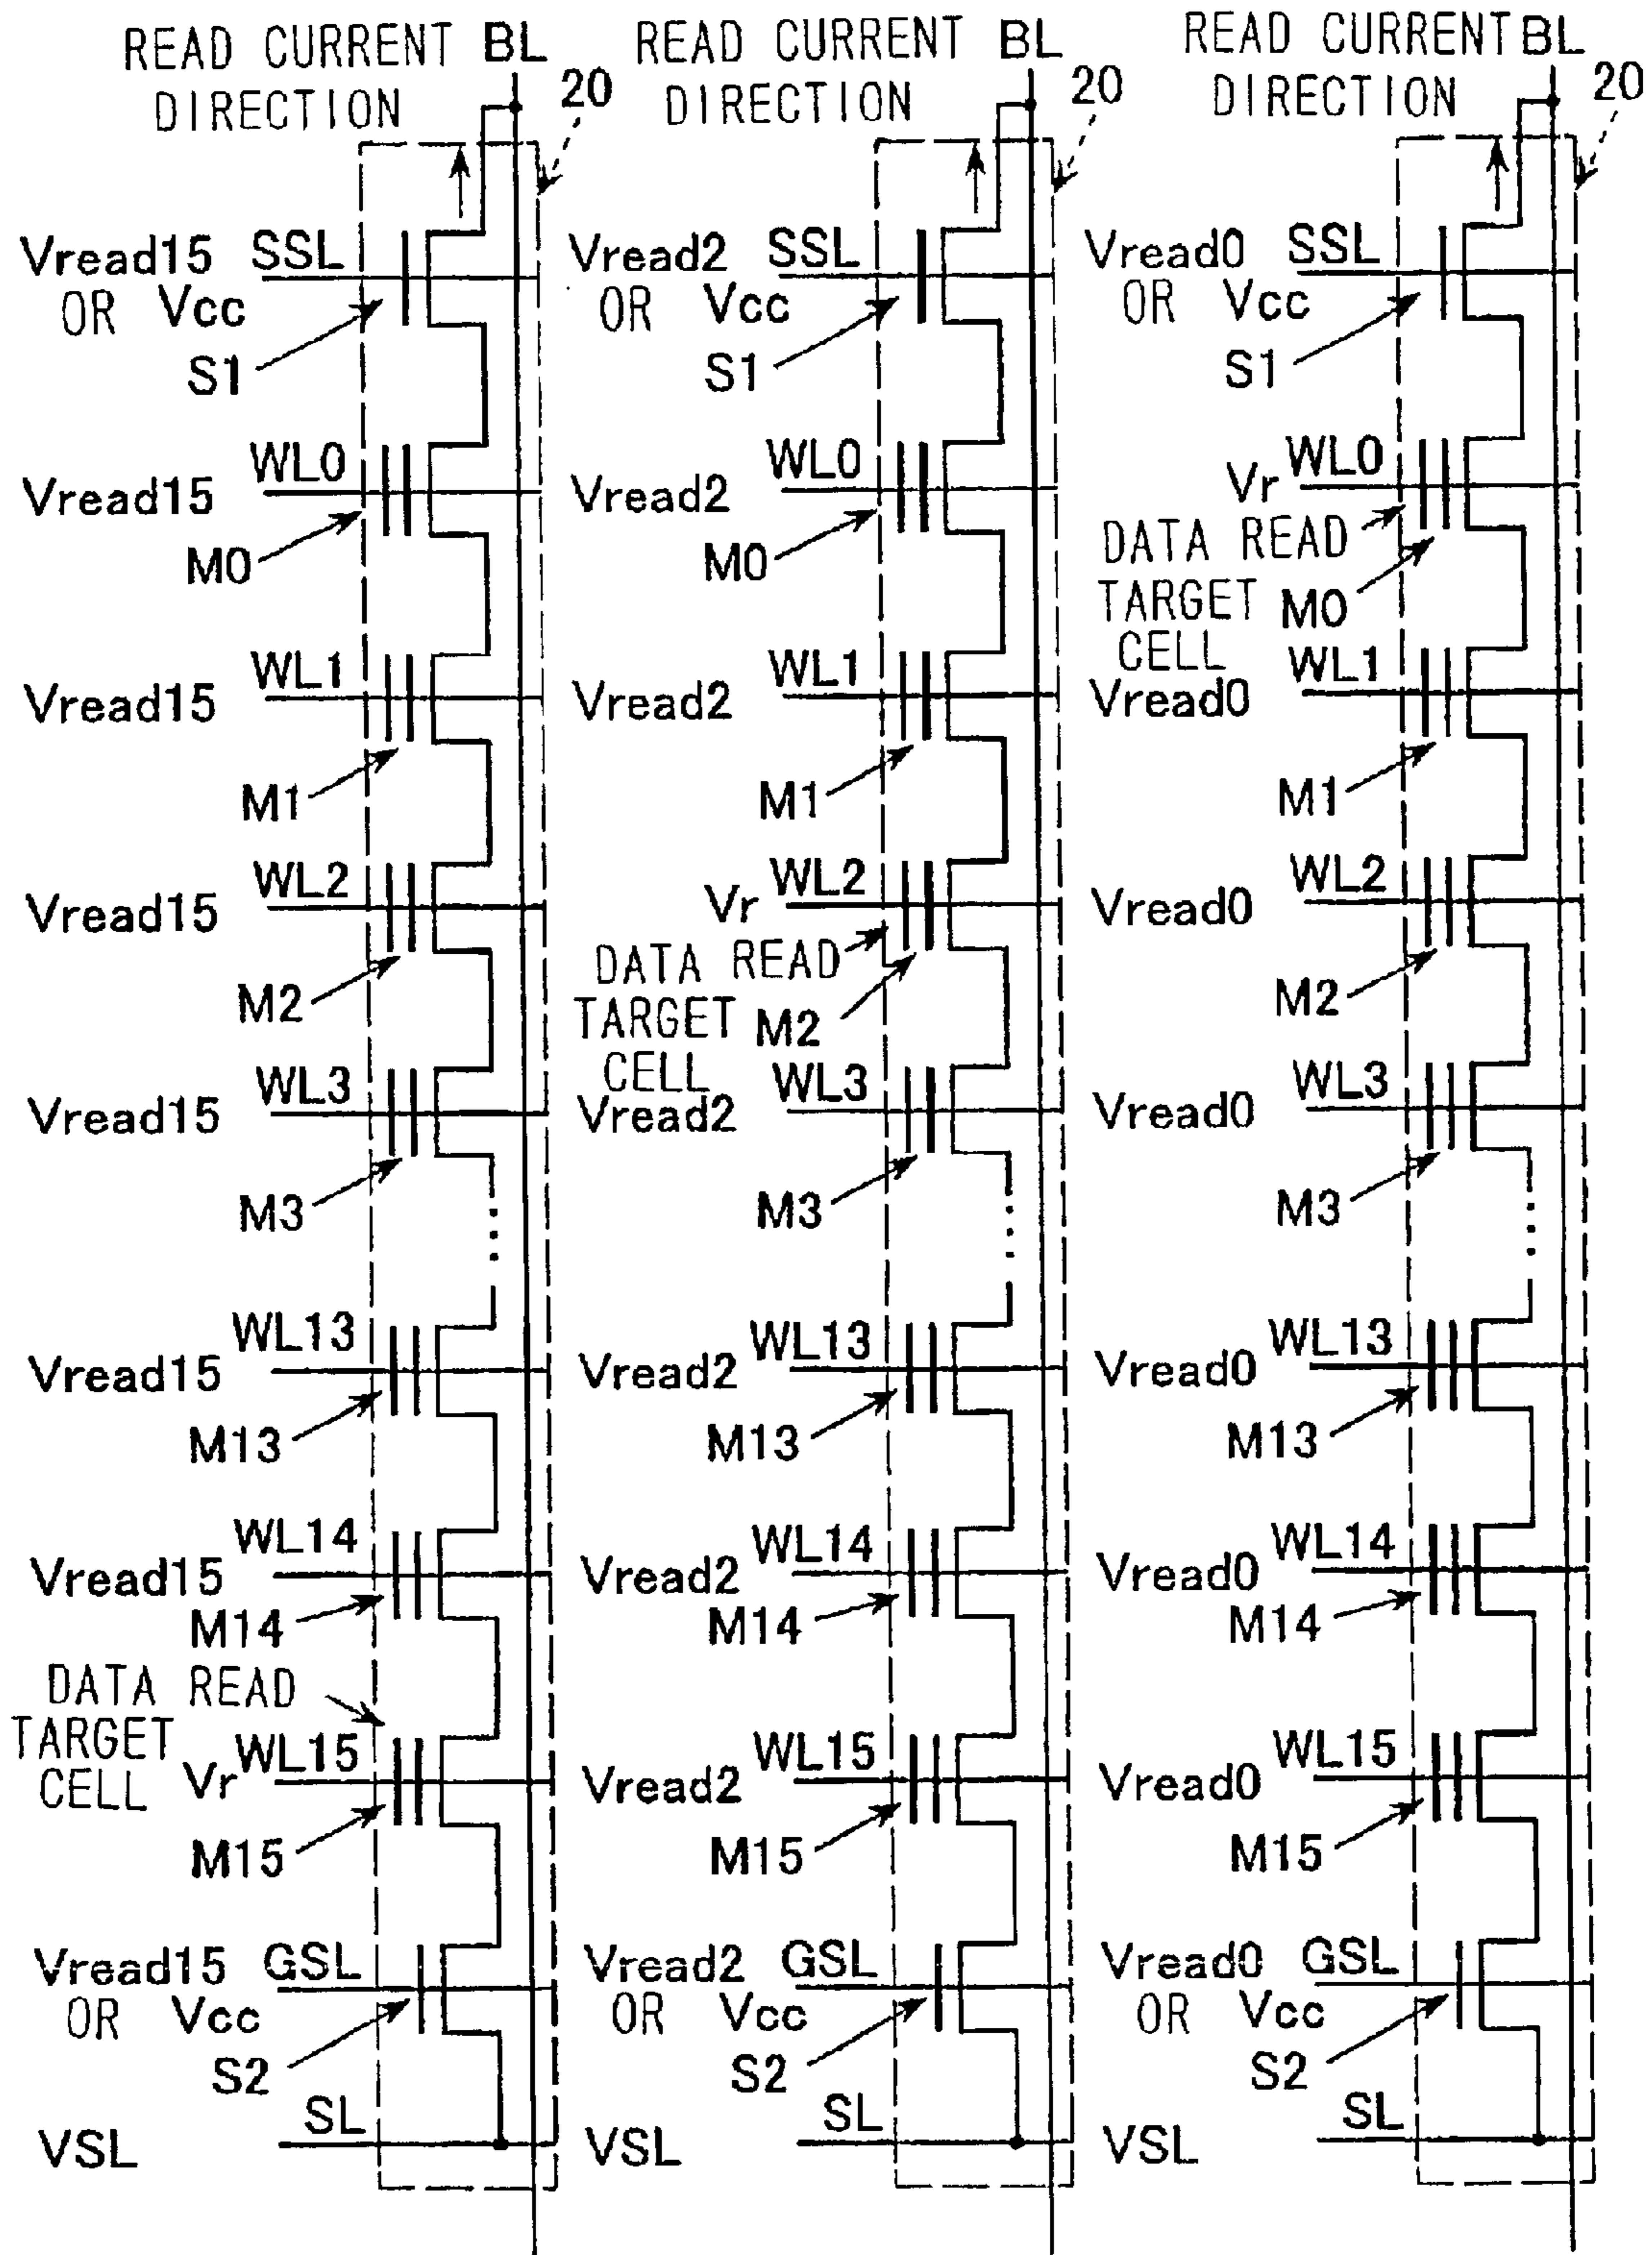 READ CURRENT BL
DIRECTION
20
Vread15 SSL
OR Vcc
S1
Vread15 WL0
M0
Vread15 WL1
M1
Vread15 WL2
M2
Vread15 WL3
M3
Vread15 WL13
M13
Vread15 WL14
M14
DATA READ
TARGET
CELL
Vr WL15
M15
Vread15 GSL
OR Vcc
S2
VSL SL
READ CURRENT BL
DIRECTION
20
Vread2 SSL
OR Vcc
S1
Vread2 WL0
M0
Vread2 WL1
M1
Vr WL2
DATA READ
TARGET
CELL
M2
Vread2 WL3
M3
Vread2 WL13
M13
Vread2 WL14
M14
Vread2 WL15
M15
Vread2 GSL
OR Vcc
S2
VSL SL
READ CURRENT BL
DIRECTION
20
Vread0 SSL
OR Vcc
S1
Vr WL0
DATA READ
TARGET
CELL
M0
Vread0 WL1
M1
Vread0 WL2
M2
Vread0 WL3
M3
Vread0 WL13
M13
Vread0 WL14
M14
Vread0 WL15
M15
Vread0 GSL
OR Vcc
S2
VSL SL